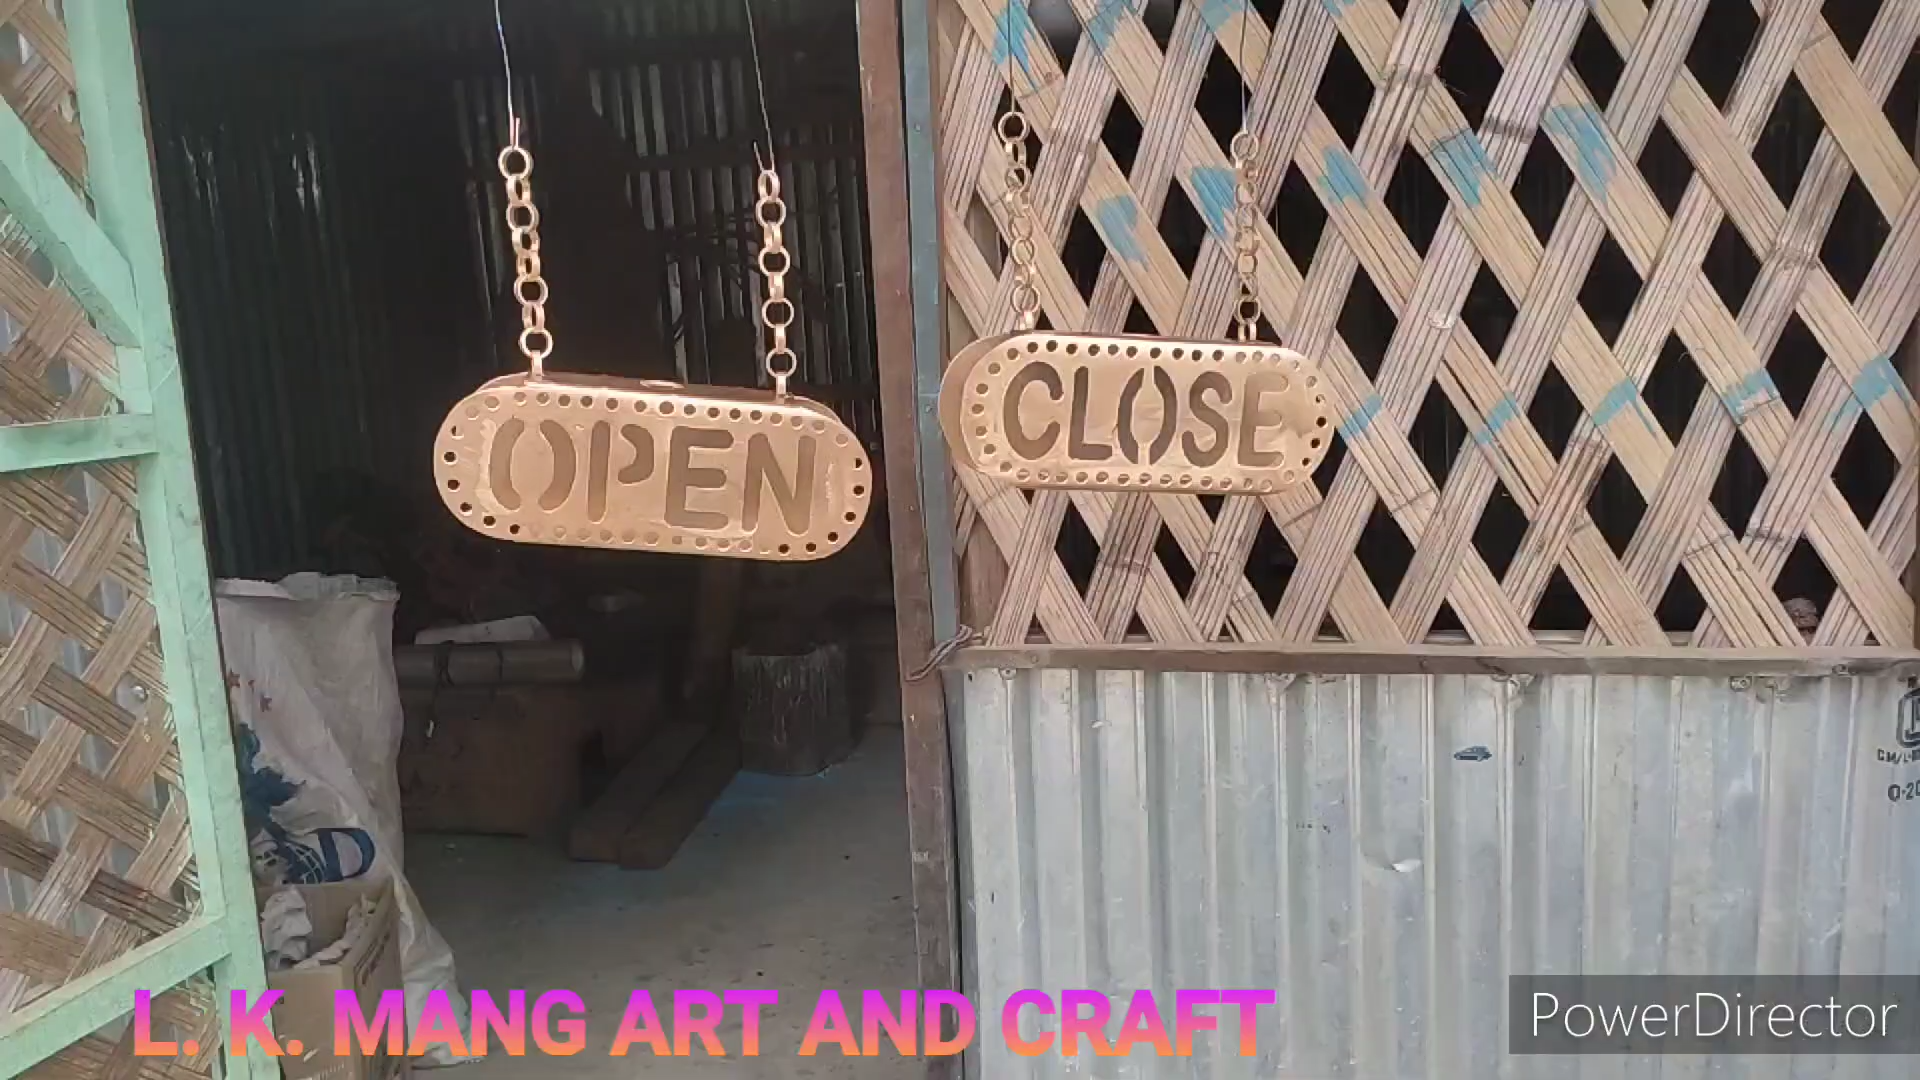 OPEN
CLOSE
D
L. K. MANG ART AND CRAFT
PowerDirector